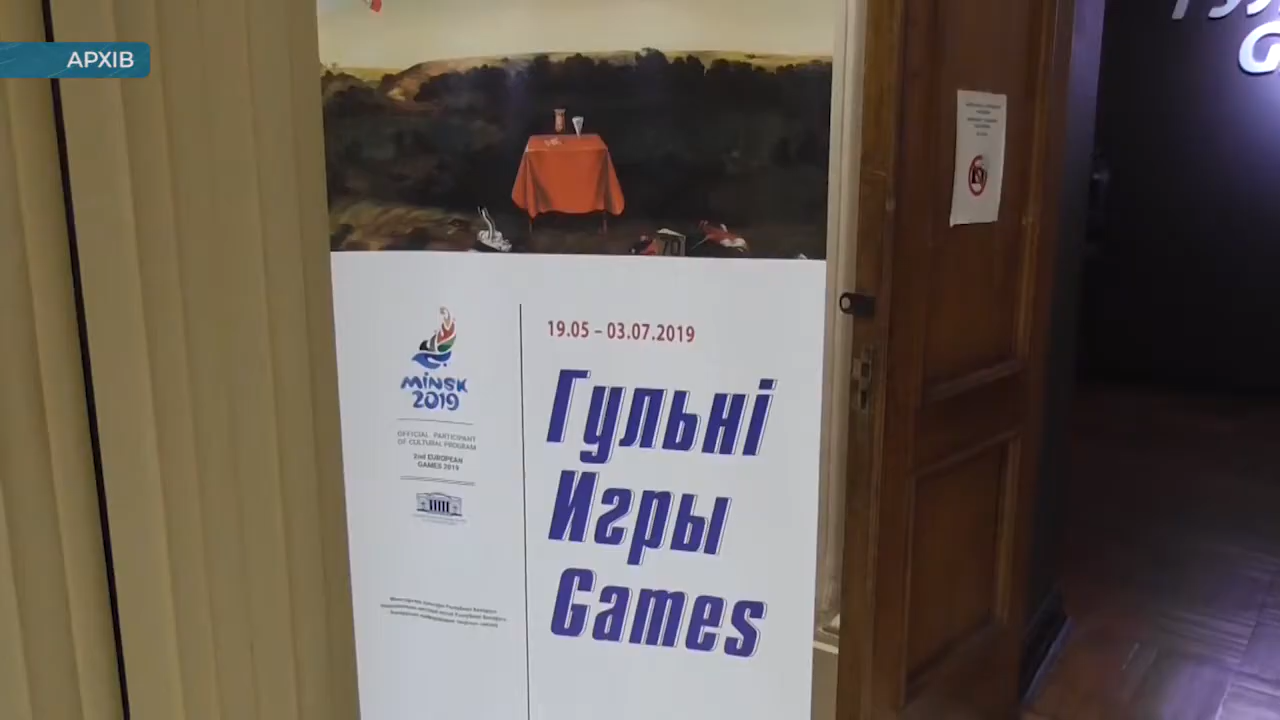 АРХІВ
G
70
19.05 – 03.07.2019
MINSK
2019
OFFICIAL PARTICIPANT
OF CULTURAL PROGRAM
2nd EUROPEAN
GAMES 2019
Гульні
Игры
Games